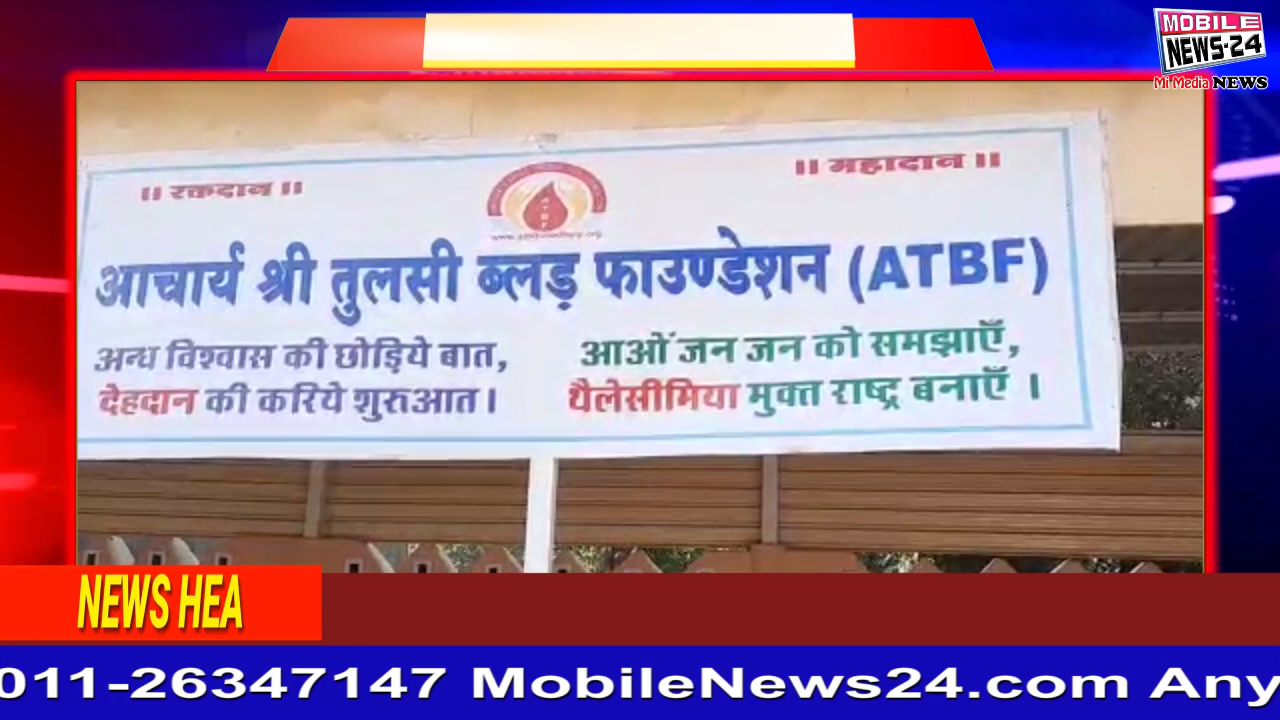 MOBILE
NEWS-24
Mi Media NEWS
॥ रक्तदान ॥
॥ महादान ॥
ATBF
आचार्य श्री तुलसी ब्लड़ फाउण्डेशन (ATBF)
अन्ध विश्वास की छोड़िये बात,
देहदान की करिये शुरूआत।
आओं जन जन को समझाएँ,
थैलेसीमिया मुक्त राष्ट्र बनाएँ ।
NEWS HEA
011-26347147 MobileNews24.com Any